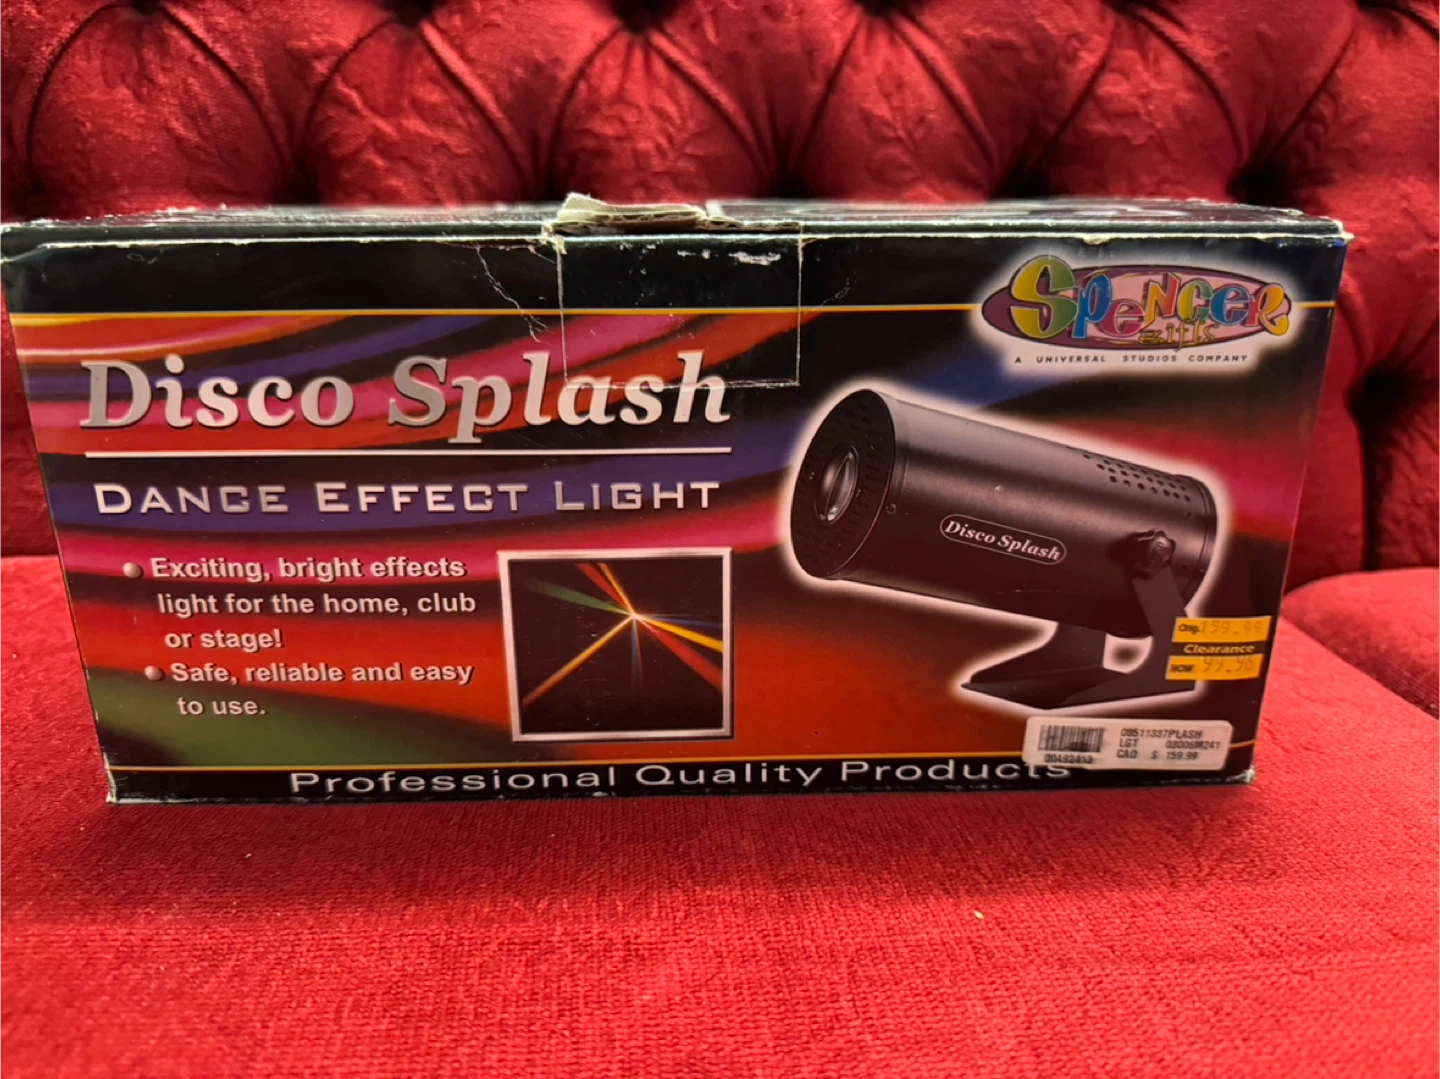 Spencer
gifts
A UNIVERSAL STUDIOS COMPANY
Disco Splash
DANCE EFFECT LIGHT
Exciting, bright effects
light for the home, club
or stage!
Safe, reliable and easy
to use.
Disco Splash
Orig. 159.99
Clearance
NOW 99.96
00511337PLASH
LGT 03006M241
CAD $ 159.99
Professional Quality Products